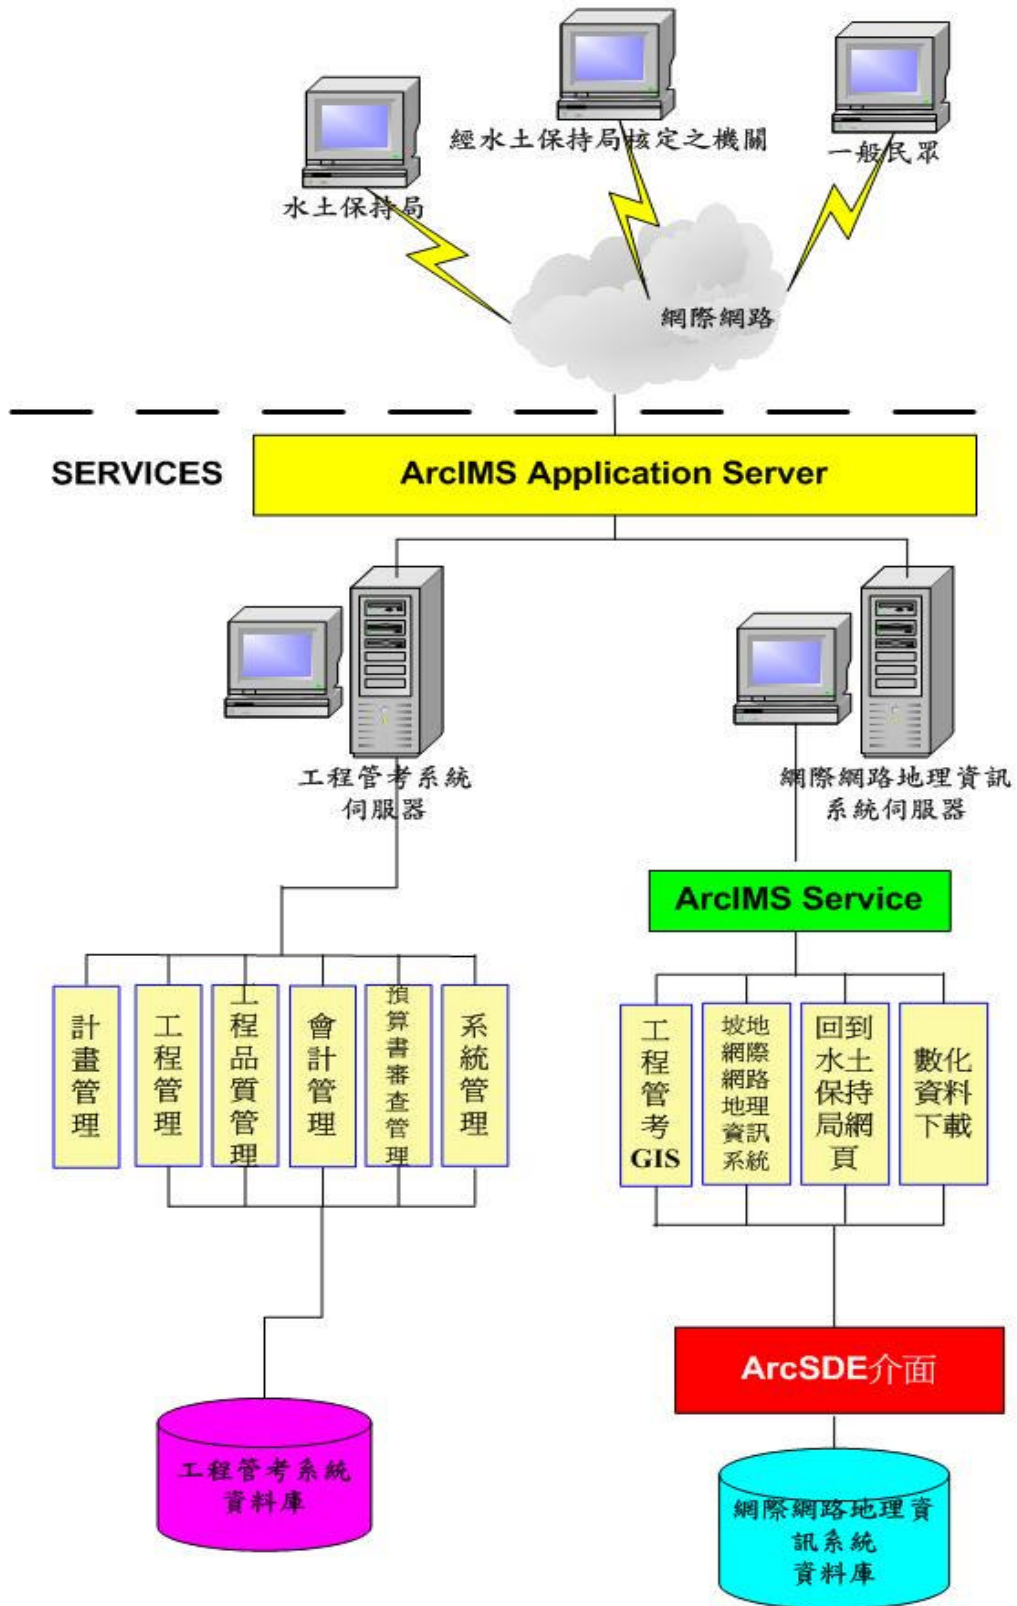 經水土保持局核定之機關
一般民眾
水土保持局
網際網路
SERVICES
ArcIMS Application Server
工程管考系統
伺服器
網際網路地理資訊
系統伺服器
ArcIMS Service
計畫管理
工程管理
工程品質管理
會計管理
預算書審查管理
系統管理
工程管考
GIS
坡地
網際
網路
地理
資訊
系統
回到
水土
保持
局網
頁
數化
資料
下載
ArcSDE介面
工程管考系統
資料庫
網際網路地理資
訊系統
資料庫